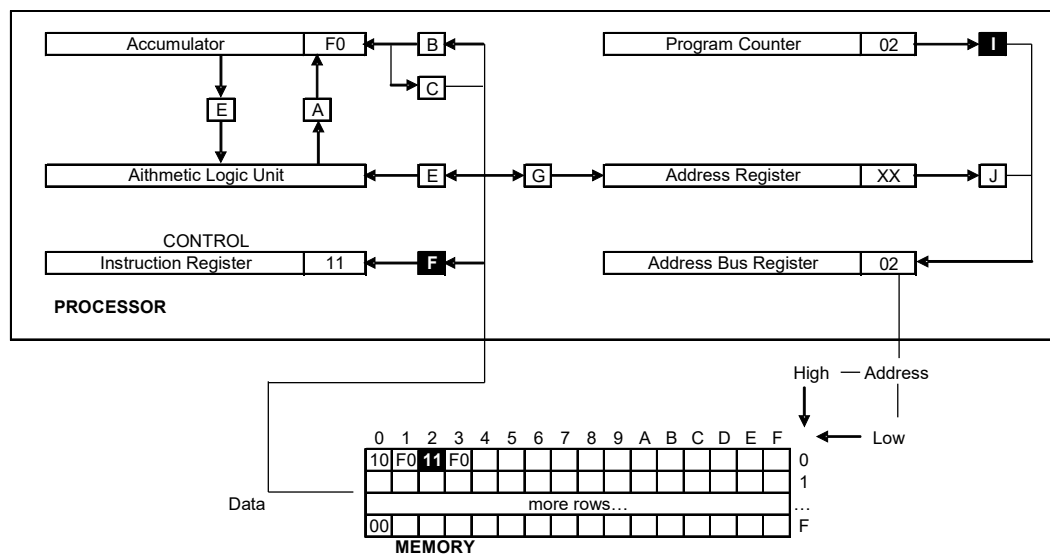 Accumulator F0 B Program Counter 02 I
C
E A
Aithmetic Logic Unit E G Address Register XX J
CONTROL
Instruction Register 11 F Address Bus Register 02
PROCESSOR
High Address
Low
0 1 2 3 4 5 6 7 8 9 A B C D E F
10 F0 11 F0 0
1
Data more rows… …
00 F
MEMORY